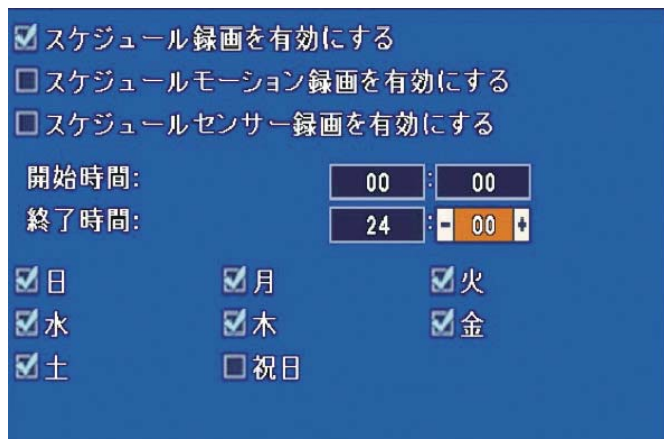 スケジュール録画を有効にする
スケジュールモーション録画を有効にする
スケジュールセンサー録画を有効にする
開始時間: 00 : 00
終了時間: 24 : - 00 +
日 月 火
水 木 金
土 祝日